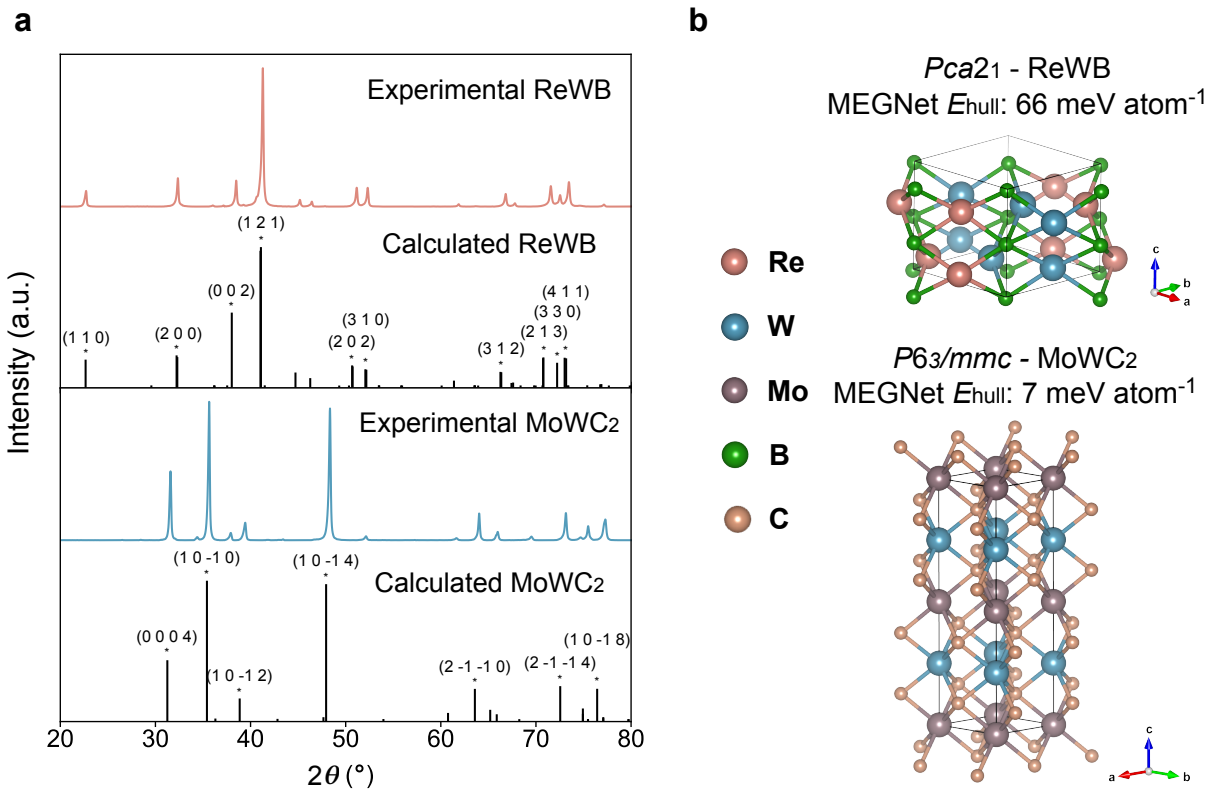 a
Intensity (a.u.)
Experimental ReWB
(1 2 1)
*
Calculated ReWB
(1 1 0)
*
(2 0 0)
*
(0 0 2)
*
(2 0 2)
*
(3 1 0)
*
(3 1 2)
*
(4 1 1)
(3 3 0)
(2 1 3)
* * *
Experimental MoWC2
(1 0 -1 0)
*
(1 0 -1 4)
*
Calculated MoWC2
(0 0 0 4)
*
(1 0 -1 2)
*
(2 -1 -1 0)
*
(1 0 -1 8)
*
(2 -1 -1 4)
*
20 30 40 50 60 70 80
2θ (°)
b
Pca21 - ReWB
MEGNet Ehull: 66 meV atom-1
Re
W
Mo
B
C
c
b
a
P63/mmc - MoWC2
MEGNet Ehull: 7 meV atom-1
c
a
b